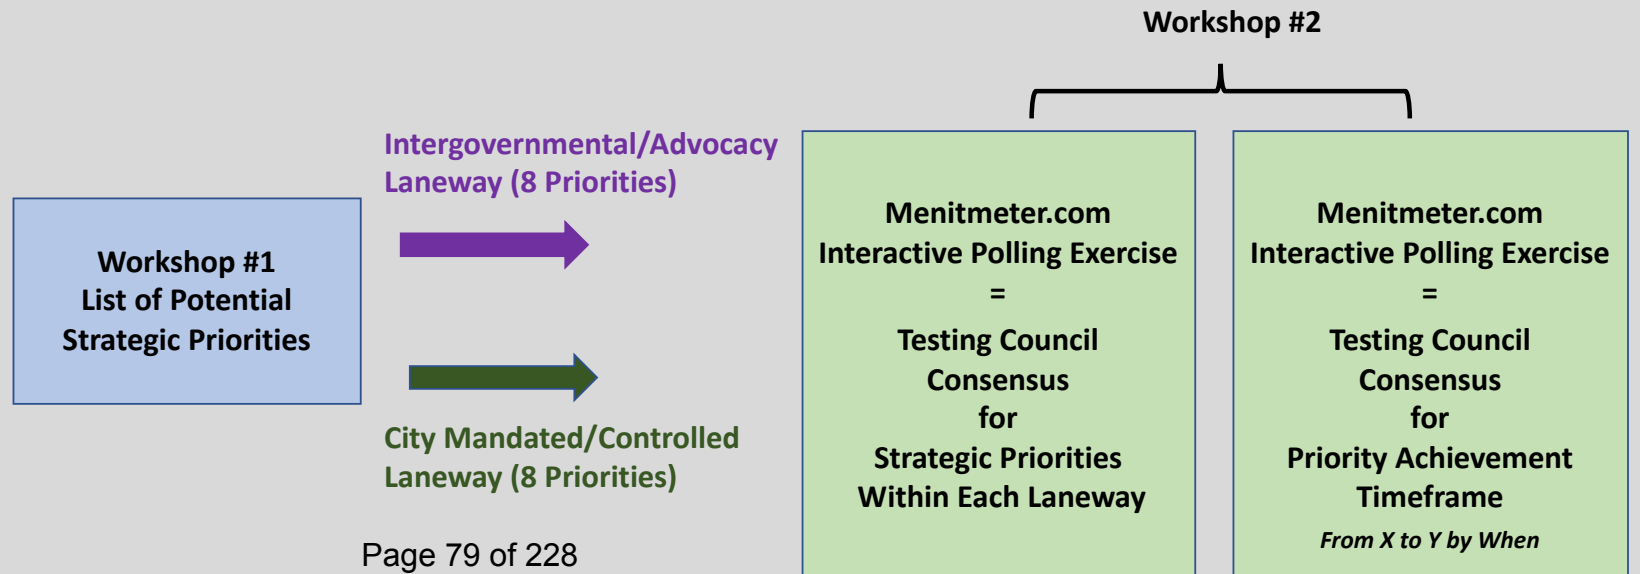 Workshop #2
Intergovernmental/Advocacy
Laneway (8 Priorities)
Workshop #1
List of Potential
Strategic Priorities
City Mandated/Controlled
Laneway (8 Priorities)
Menitmeter.com
Interactive Polling Exercise
=
Testing Council
Consensus
for
Strategic Priorities
Within Each Laneway
Menitmeter.com
Interactive Polling Exercise
=
Testing Council
Consensus
for
Priority Achievement
Timeframe
From X to Y by When
Page 79 of 228